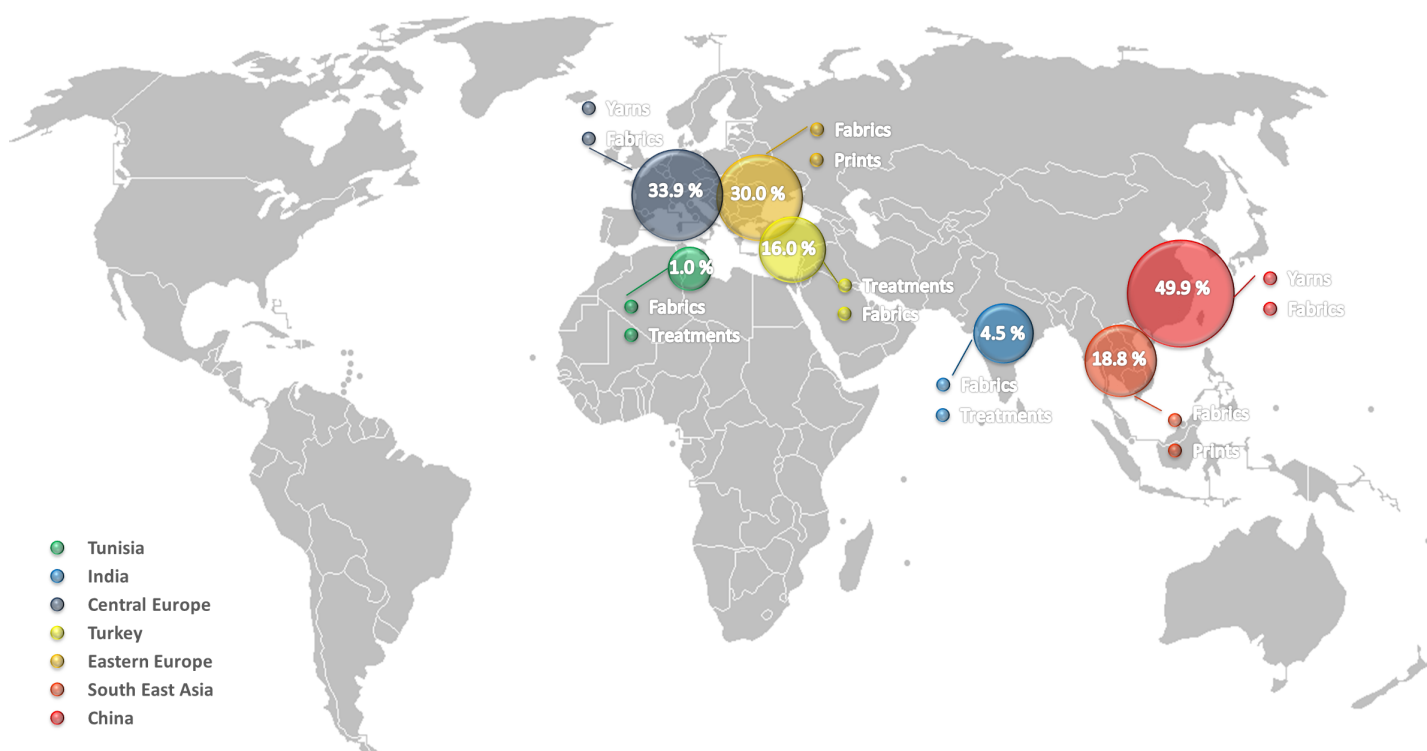 Yarns
Fabrics
33.9 %
Fabrics
Prints
30.0 %
16.0 %
Treatments
Fabrics
1.0 %
Fabrics
Treatments
4.5 %
Fabrics
Treatments
49.9 %
Yarns
Fabrics
18.8 %
Fabrics
Prints
Tunisia
India
Central Europe
Turkey
Eastern Europe
South East Asia
China